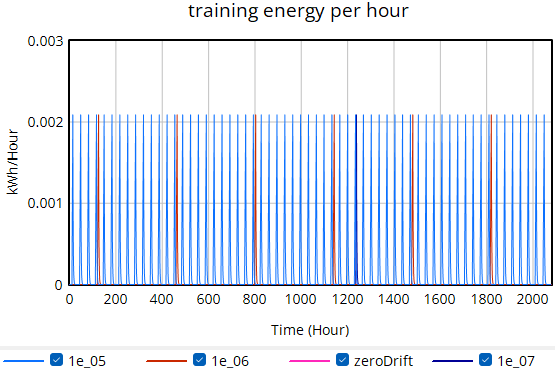 training energy per hour
0.003
0.002
0.001
0
kWh/Hour
0 200 400 600 800 1000 1200 1400 1600 1800 2000
Time (Hour)
1e_05 1e_06 zeroDrift 1e_07